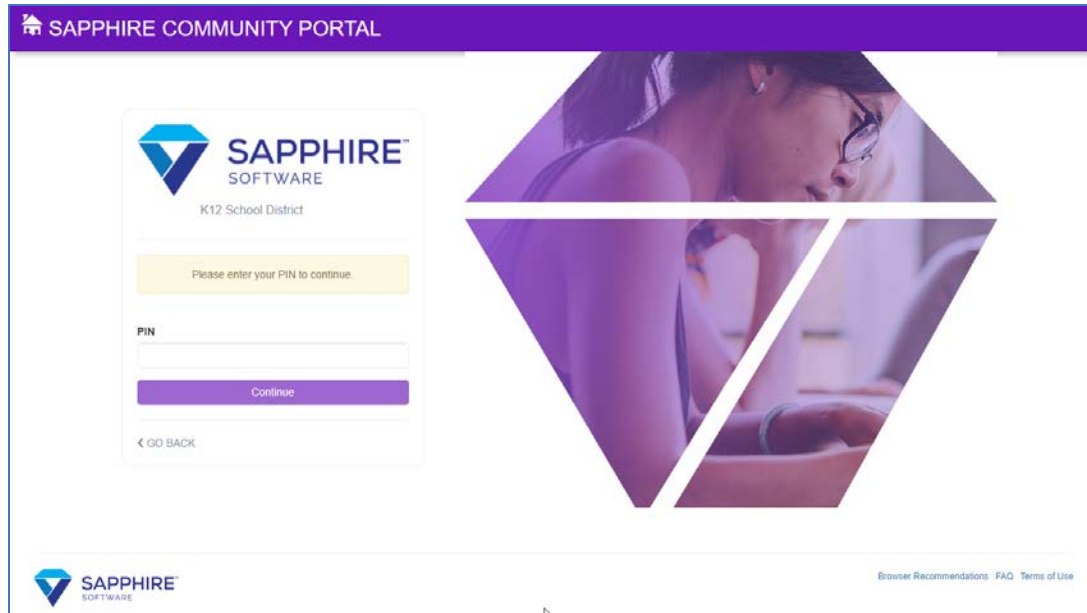 SAPPHIRE COMMUNITY PORTAL
SAPPHIRE™
SOFTWARE
K12 School District
Please enter your PIN to continue.
PIN
Continue
GO BACK
SAPPHIRE™
SOFTWARE
Browser Recommendations FAQ Terms of Use